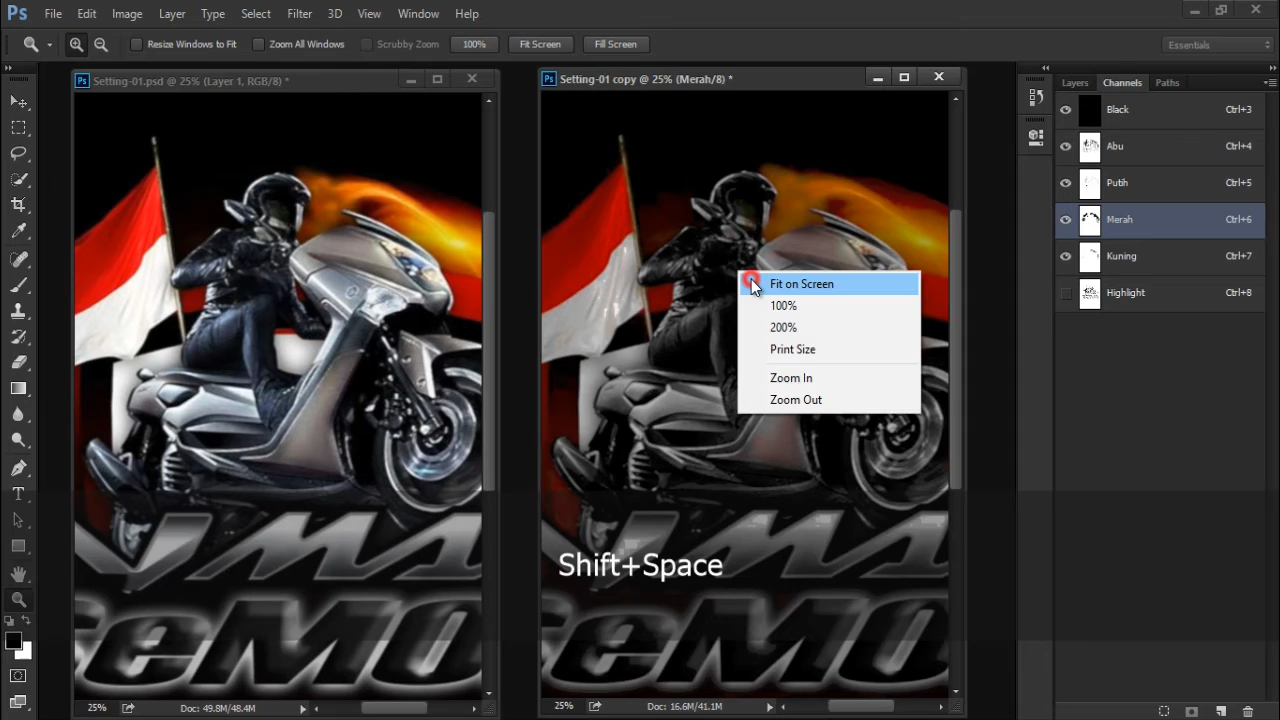 Ps File Edit Image Layer Type Select Filter 3D View Window Help
Resize Windows to Fit Zoom All Windows Scrubby Zoom 100% Fit Screen Fill Screen Essentials
Ps Setting-01.psd @ 25% (Layer 1, RGB/8) *
Ps Setting-01 copy @ 25% (Merah/8) *
Layers Channels Paths
Black Ctrl+3
Abu Ctrl+4
Putih Ctrl+5
Merah Ctrl+6
Kuning Ctrl+7
Highlight Ctrl+8
Fit on Screen
100%
200%
Print Size
Zoom In
Zoom Out
Shift+Space
25% Doc: 49.8M/48.4M
25% Doc: 16.6M/41.1M